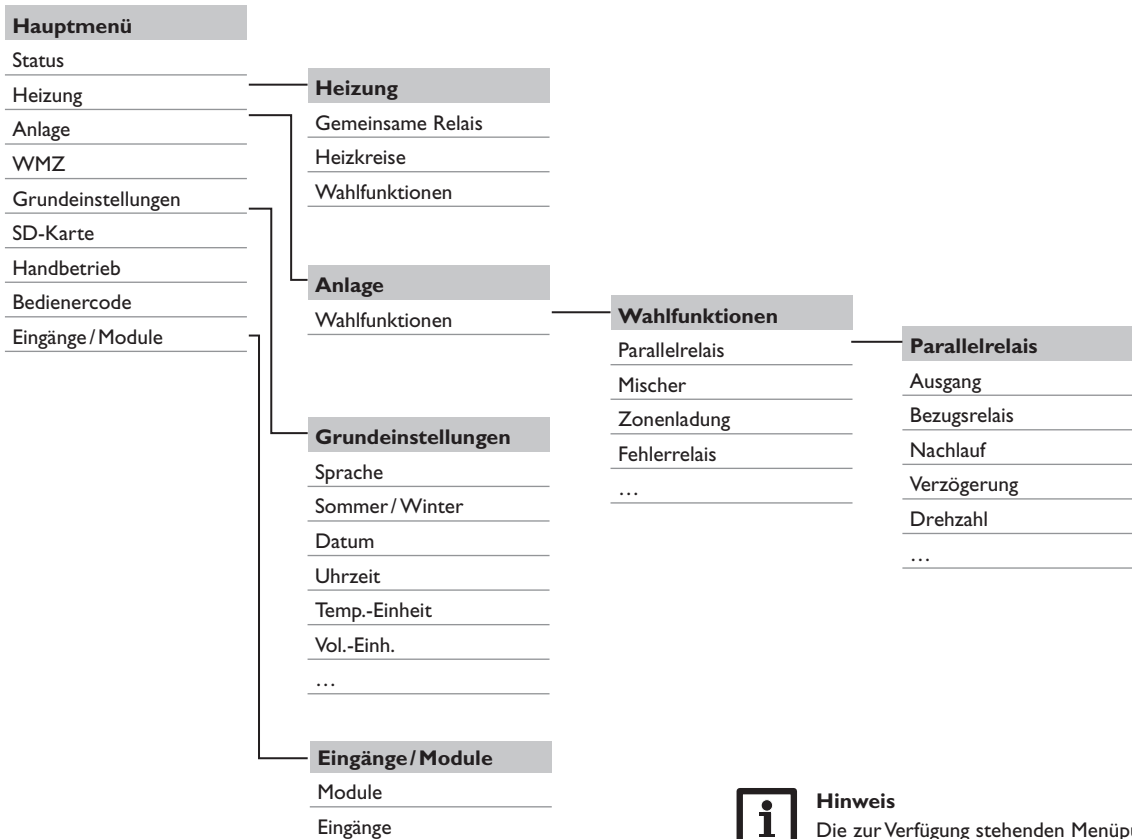 Hauptmenü
Status
Heizung
Anlage
WMZ
Grundeinstellungen
SD-Karte
Handbetrieb
Bedienercode
Eingänge / Module
Heizung
Gemeinsame Relais
Heizkreise
Wahlfunktionen
Anlage
Wahlfunktionen
Grundeinstellungen
Sprache
Sommer / Winter
Datum
Uhrzeit
Temp.-Einheit
Vol.-Einh.
…
Eingänge / Module
Module
Eingänge
Wahlfunktionen
Parallelrelais
Mischer
Zonenladung
Fehlerrelais
…
Parallelrelais
Ausgang
Bezugsrelais
Nachlauf
Verzögerung
Drehzahl
…
i
Hinweis
Die zur Verfügung stehenden